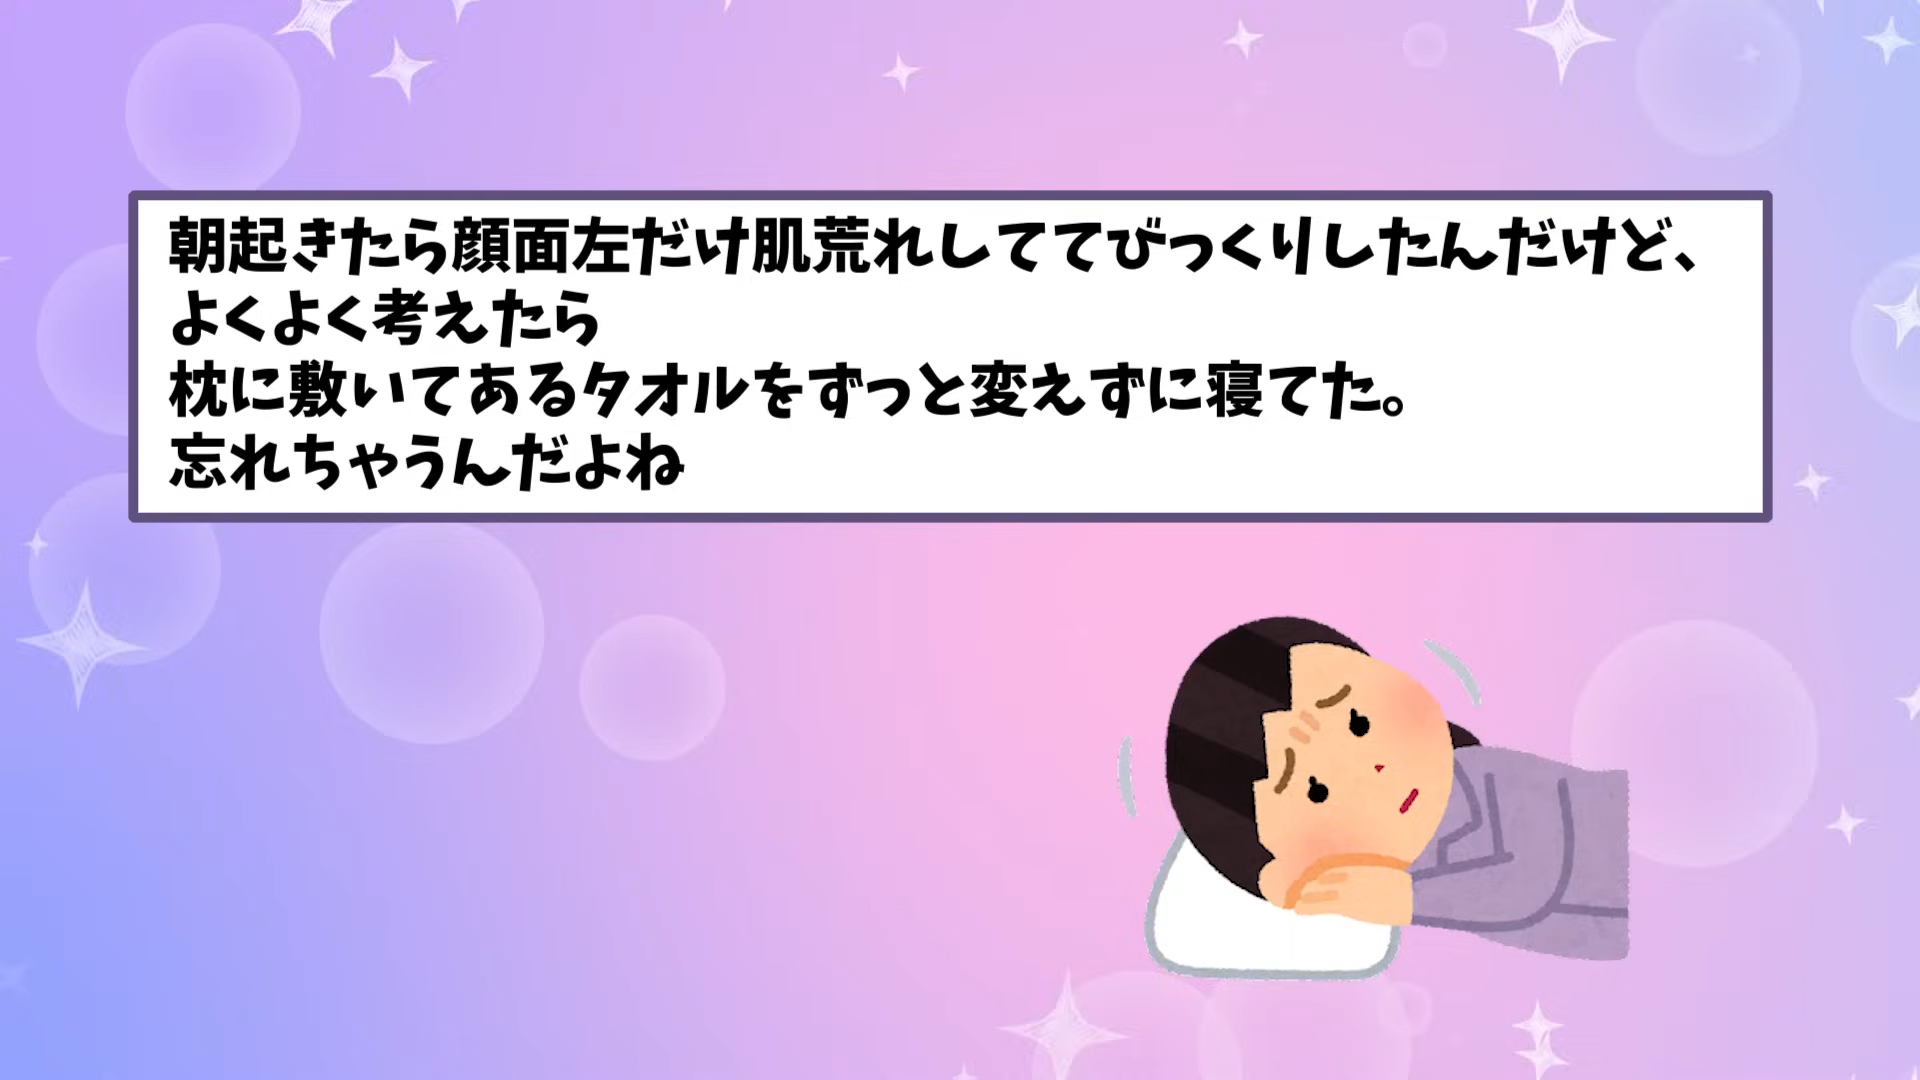 朝起きたら顔面左だけ肌荒れしててびっくりしたんだけど、
よくよく考えたら
枕に敷いてあるタオルをずっと変えずに寝てた。
忘れちゃうんだよね